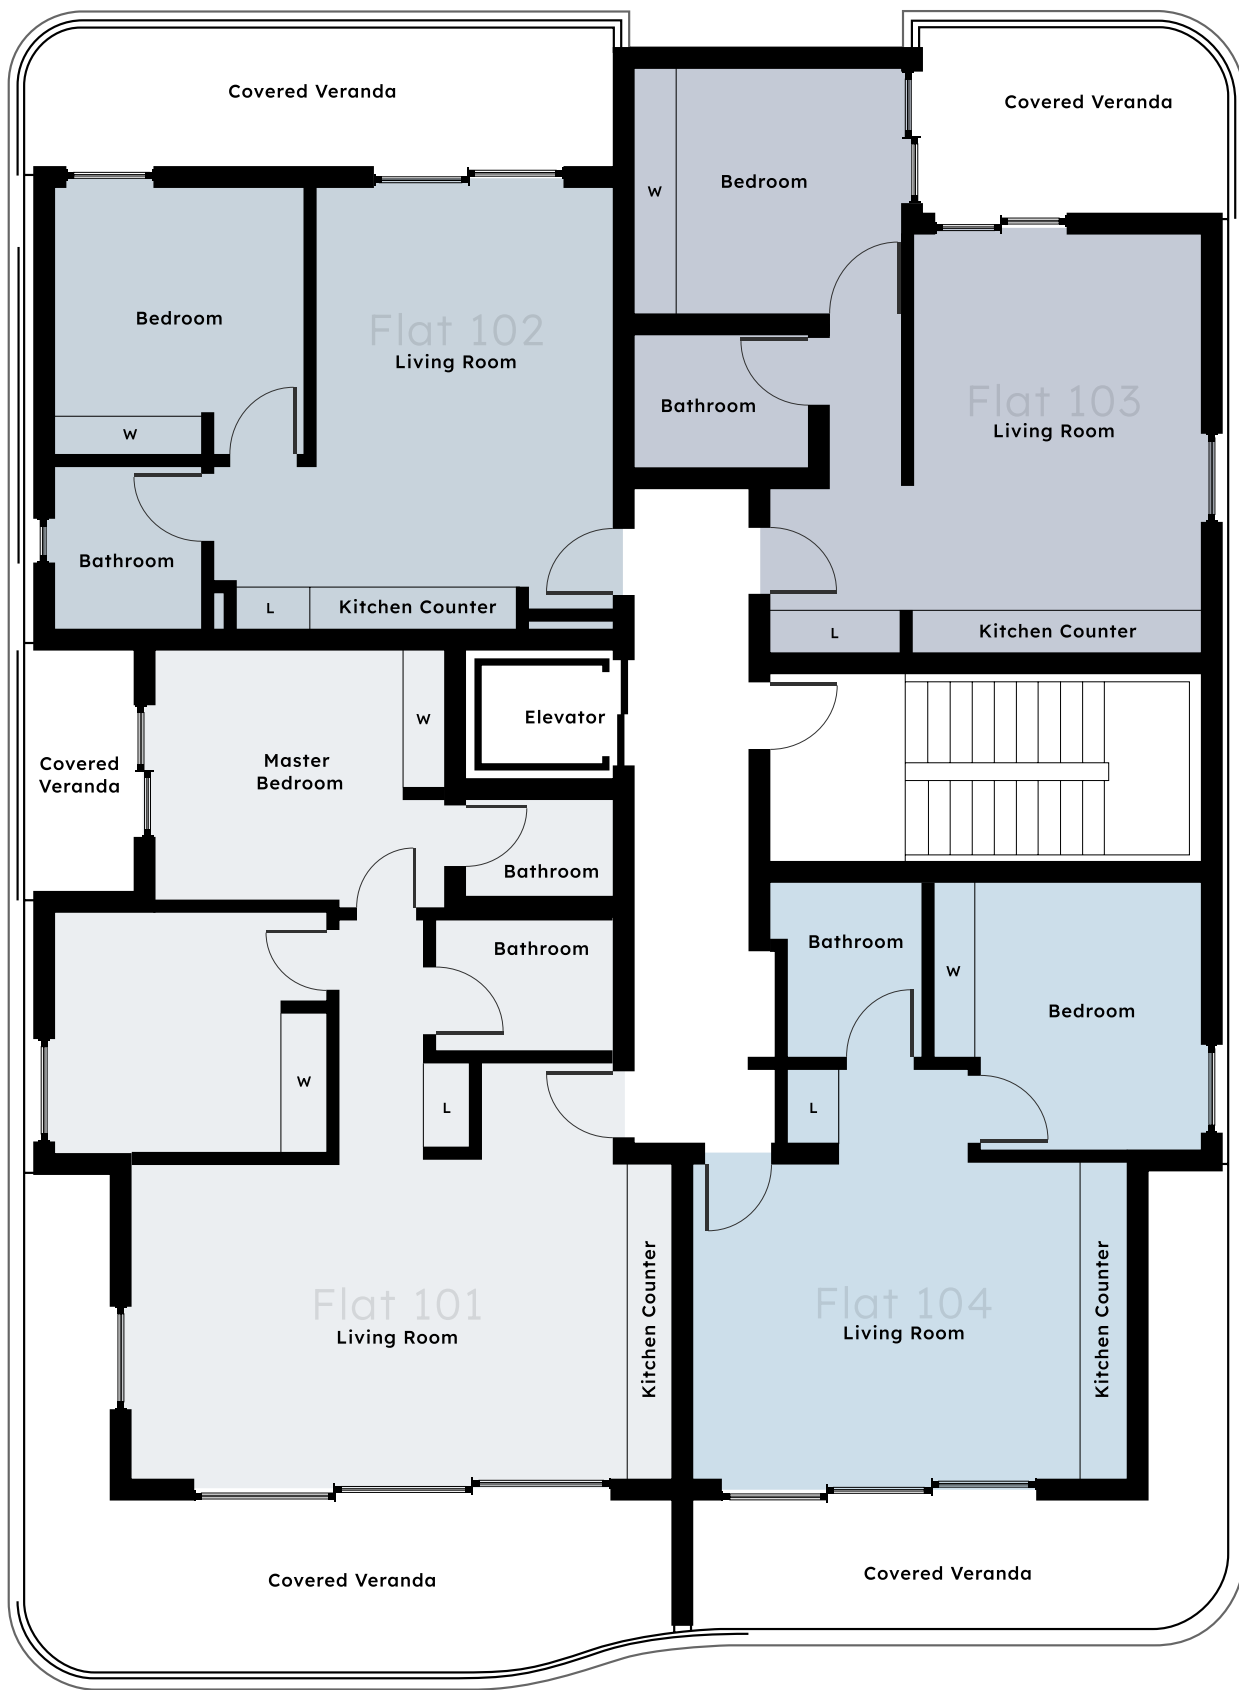 Covered Veranda
Covered Veranda
W
Bedroom
Bedroom
Flat 102
Living Room
Bathroom
Flat 103
Living Room
W
Bathroom
L
Kitchen Counter
L
Kitchen Counter
Elevator
W
Covered
Veranda
Master
Bedroom
Bathroom
Bathroom
Bathroom
W
Bedroom
W
L
L
Flat 101
Living Room
Kitchen Counter
Flat 104
Living Room
Kitchen Counter
Covered Veranda
Covered Veranda